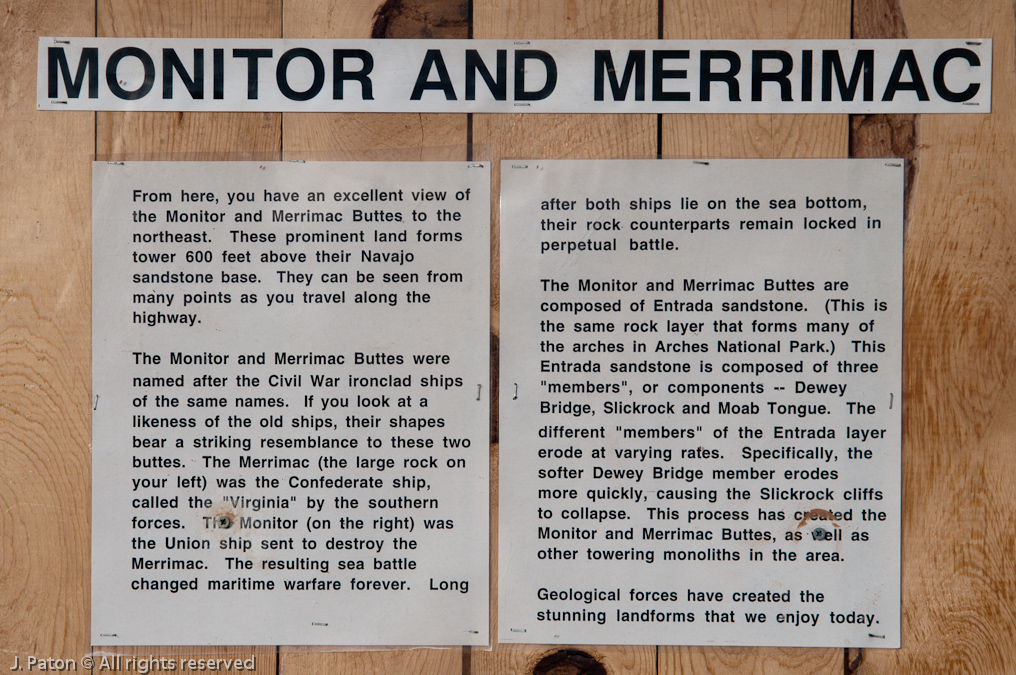 MONITOR AND MERRIMAC
From here, you have an excellent view of
the Monitor and Merrimac Buttes to the
northeast. These prominent land forms
tower 600 feet above their Navajo
sandstone base. They can be seen from
many points as you travel along the
highway.
The Monitor and Merrimac Buttes were
named after the Civil War ironclad ships
of the same names. If you look at a
likeness of the old ships, their shapes
bear a striking resemblance to these two
buttes. The Merrimac (the large rock on
your left) was the Confederate ship,
called the "Virginia" by the southern
forces. The Monitor (on the right) was
the Union ship sent to destroy the
Merrimac. The resulting sea battle
changed maritime warfare forever. Long
after both ships lie on the sea bottom,
their rock counterparts remain locked in
perpetual battle.
The Monitor and Merrimac Buttes are
composed of Entrada sandstone. (This is
the same rock layer that forms many of
the arches in Arches National Park.) This
Entrada sandstone is composed of three
"members", or components -- Dewey
Bridge, Slickrock and Moab Tongue. The
different "members" of the Entrada layer
erode at varying rates. Specifically, the
softer Dewey Bridge member erodes
more quickly, causing the Slickrock cliffs
to collapse. This process has created the
Monitor and Merrimac Buttes, as well as
other towering monoliths in the area.
Geological forces have created the
stunning landforms that we enjoy today.
J. Paton © All rights reserved